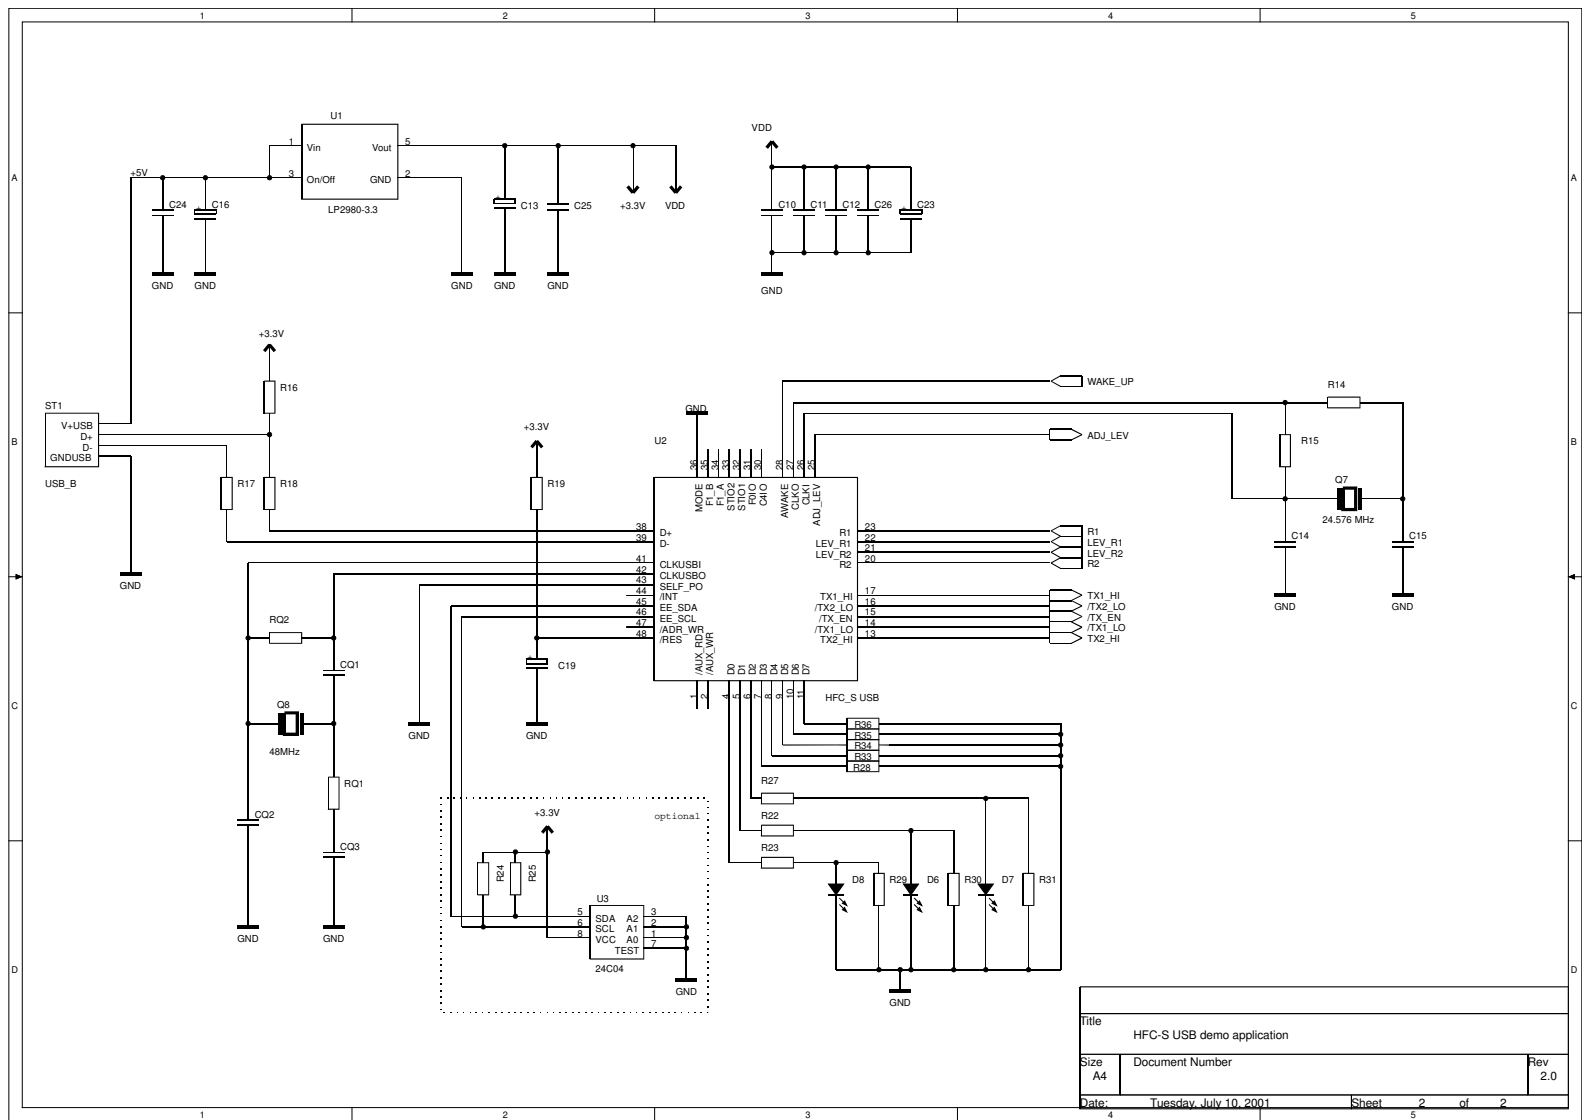 1 2 3 4 5
A A
B B
C C
D D
1 2 3 4 5
U1
1 Vin Vout 5
3 On/Off GND 2
LP2980-3.3
+5V
C24 C16
GND GND
GND
C13 C25
GND GND
+3.3V VDD
VDD
C10 C11 C12 C26 C23
GND
+3.3V
R16
ST1
V+USB
D+
D-
GNDUSB
USB_B
R17 R18
GND
+3.3V
R19
C19
GND
GND
GND
U2
36 35 34 33 32 31 30 28 27 26 25
MODE F1_B F1_A STIO2 STIO1 F0IO C4IO AWAKE CLKO CLKI ADJ_LEV
38 D+
39 D-
41 CLKUSBI
42 CLKUSBO
43 SELF_PO
44 /INT
45 EE_SDA
46 EE_SCL
47 /ADR_WR
48 /RES
R1 23 R1
LEV_R1 22 LEV_R1
LEV_R2 21 LEV_R2
R2 20 R2
TX1_HI 17 TX1_HI
/TX2_LO 16 /TX2_LO
/TX_EN 15 /TX_EN
/TX1_LO 14 /TX1_LO
TX2_HI 13 TX2_HI
/AUX_RD /AUX_WR D0 D1 D2 D3 D4 D5 D6 D7
1 2 4 5 6 7 8 9 10 11
HFC_S USB
WAKE_UP
ADJ_LEV
R14
R15
Q7
24.576 MHz
C14 C15
GND GND
RQ2
CQ1
Q8
48MHz
RQ1
CQ2
CQ3
GND GND
R36
R35
R34
R33
R28
R27
R22
R23
D8 R29 D6 R30 D7 R31
GND
optional
+3.3V
R24 R25
U3
5 SDA A2 3
6 SCL A1 2
8 VCC A0 1
TEST 7
24C04
GND
Title
HFC-S USB demo application
Size Document Number Rev
A4 2.0
Date: Tuesday, July 10, 2001 Sheet 2 of 2